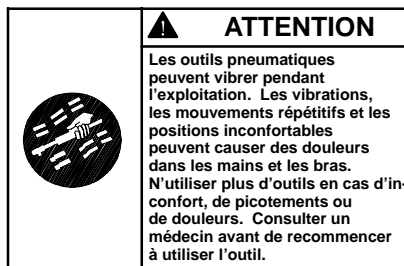 ATTENTION
Les outils pneumatiques
peuvent vibrer pendant
l'exploitation. Les vibrations,
les mouvements répétitifs et les
positions inconfortables
peuvent causer des douleurs
dans les mains et les bras.
N'utiliser plus d'outils en cas d'in-
confort, de picotements ou
de douleurs. Consulter un
médecin avant de recommencer
à utiliser l'outil.